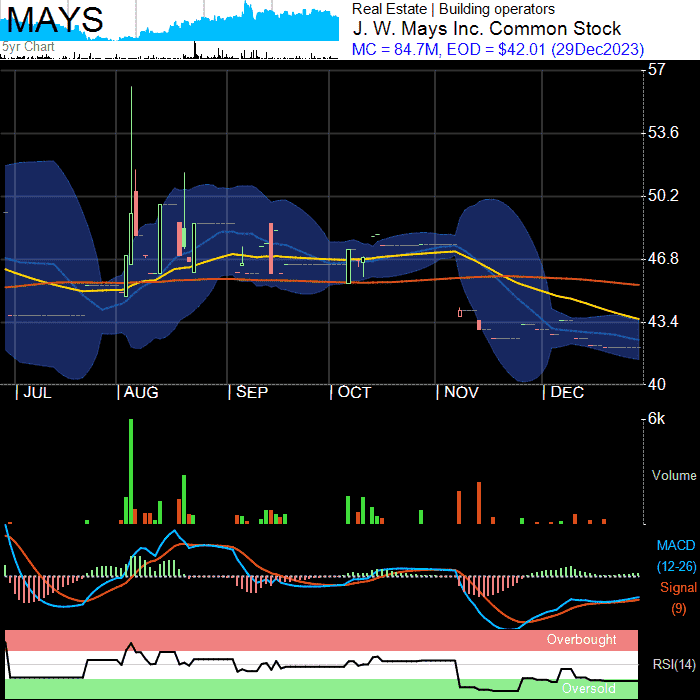 MAYS
5yr Chart
Real Estate | Building operators
J. W. Mays Inc. Common Stock
MC = 84.7M, EOD = $42.01 (29Dec2023)
57
53.6
50.2
46.8
43.4
40
JUL AUG SEP OCT NOV DEC
6k
Volume
MACD
(12-26)
Signal
(9)
Overbought
RSI(14)
Oversold